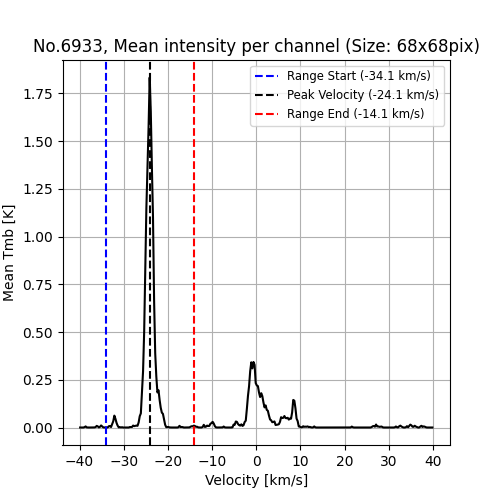 No.6933, Mean intensity per channel (Size: 68x68pix)
Range Start (-34.1 km/s)
Peak Velocity (-24.1 km/s)
Range End (-14.1 km/s)
Mean Tmb [K]
1.75
1.50
1.25
1.00
0.75
0.50
0.25
0.00
−40 −30 −20 −10 0 10 20 30 40
Velocity [km/s]